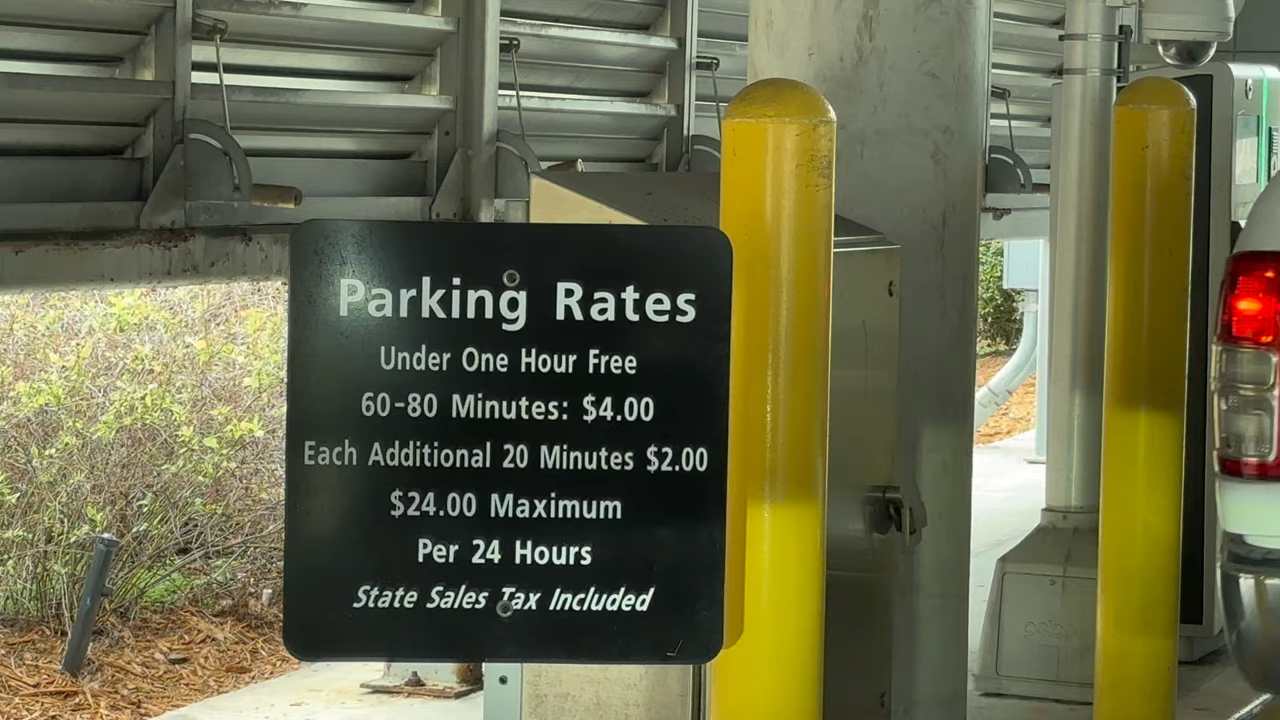 Parking Rates
Under One Hour Free
60-80 Minutes: $4.00
Each Additional 20 Minutes $2.00
$24.00 Maximum
Per 24 Hours
State Sales Tax Included